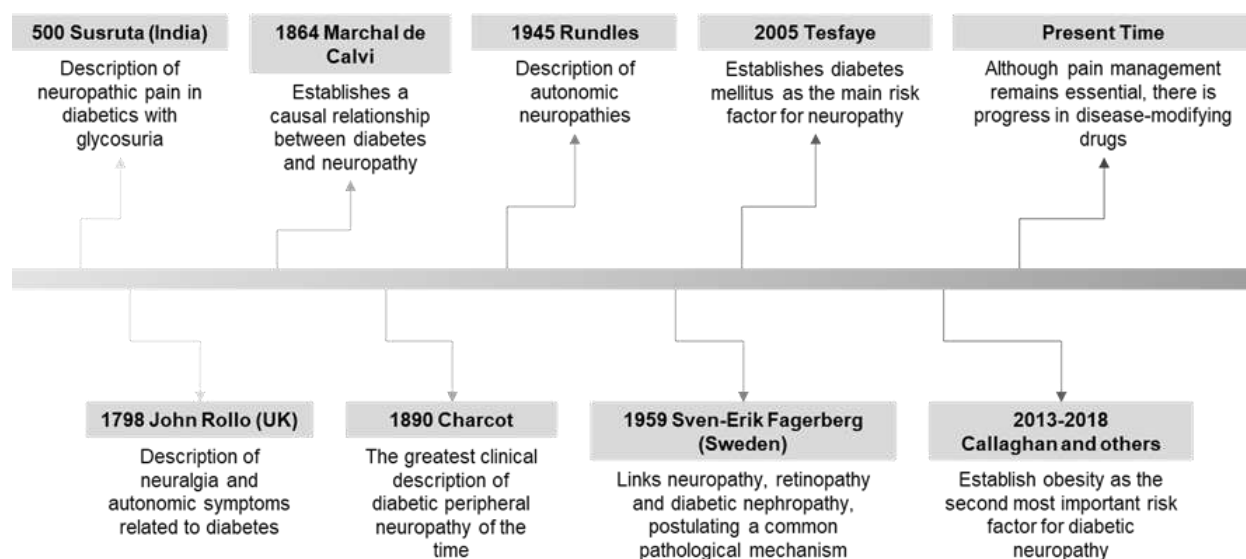 500 Susruta (India)
Description of
neuropathic pain in
diabetics with
glycosuria
1864 Marchal de
Calvi
Establishes a
causal relationship
between diabetes
and neuropathy
1945 Rundles
Description of
autonomic
neuropathies
2005 Tesfaye
Establishes diabetes
mellitus as the main risk
factor for neuropathy
Present Time
Although pain management
remains essential, there is
progress in disease-modifying
drugs
1798 John Rollo (UK)
Description of
neuralgia and
autonomic symptoms
related to diabetes
1890 Charcot
The greatest clinical
description of
diabetic peripheral
neuropathy of the
time
1959 Sven-Erik Fagerberg
(Sweden)
Links neuropathy, retinopathy
and diabetic nephropathy,
postulating a common
pathological mechanism
2013-2018
Callaghan and others
Establish obesity as the
second most important risk
factor for diabetic
neuropathy